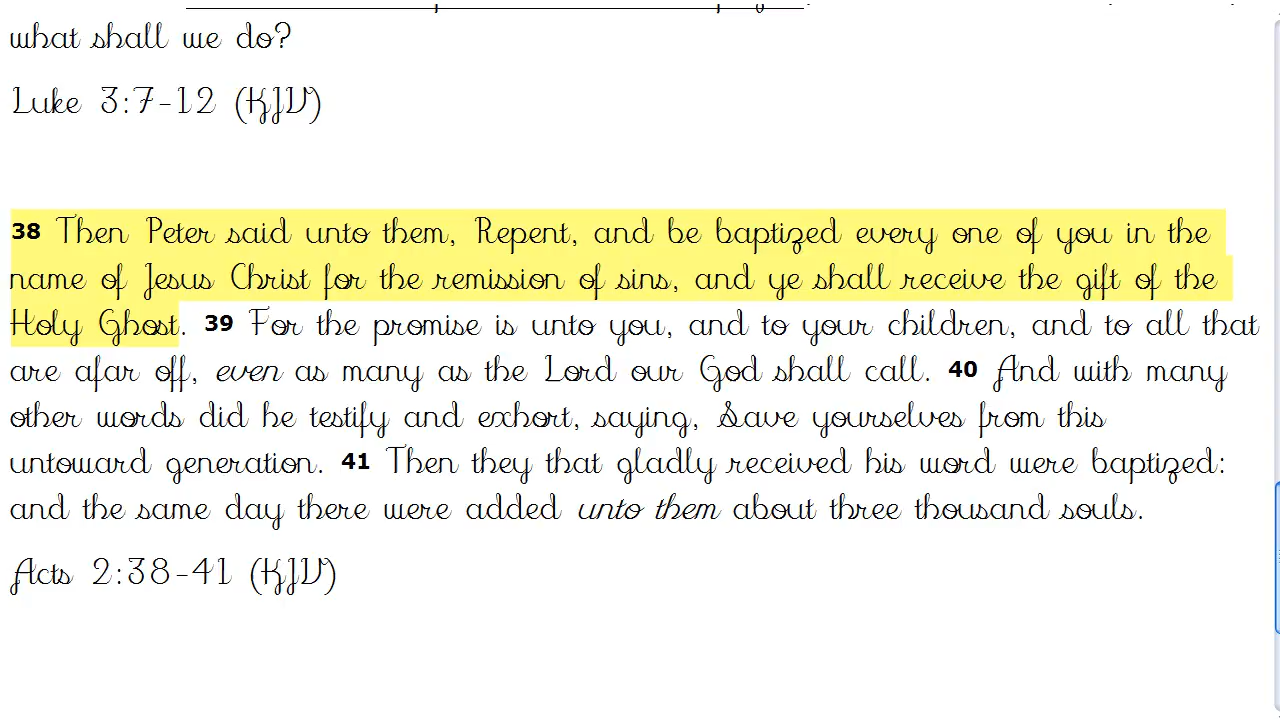 what shall we do?
Luke 3:7-12 (KJV)
38 Then Peter said unto them, Repent, and be baptized every one of you in the
name of Jesus Christ for the remission of sins, and ye shall receive the gift of the
Holy Ghost. 39 For the promise is unto you, and to your children, and to all that
are afar off, even as many as the Lord our God shall call. 40 And with many
other words did he testify and exhort, saying, Save yourselves from this
untoward generation. 41 Then they that gladly received his word were baptized:
and the same day there were added unto them about three thousand souls.
Acts 2:38-41 (KJV)